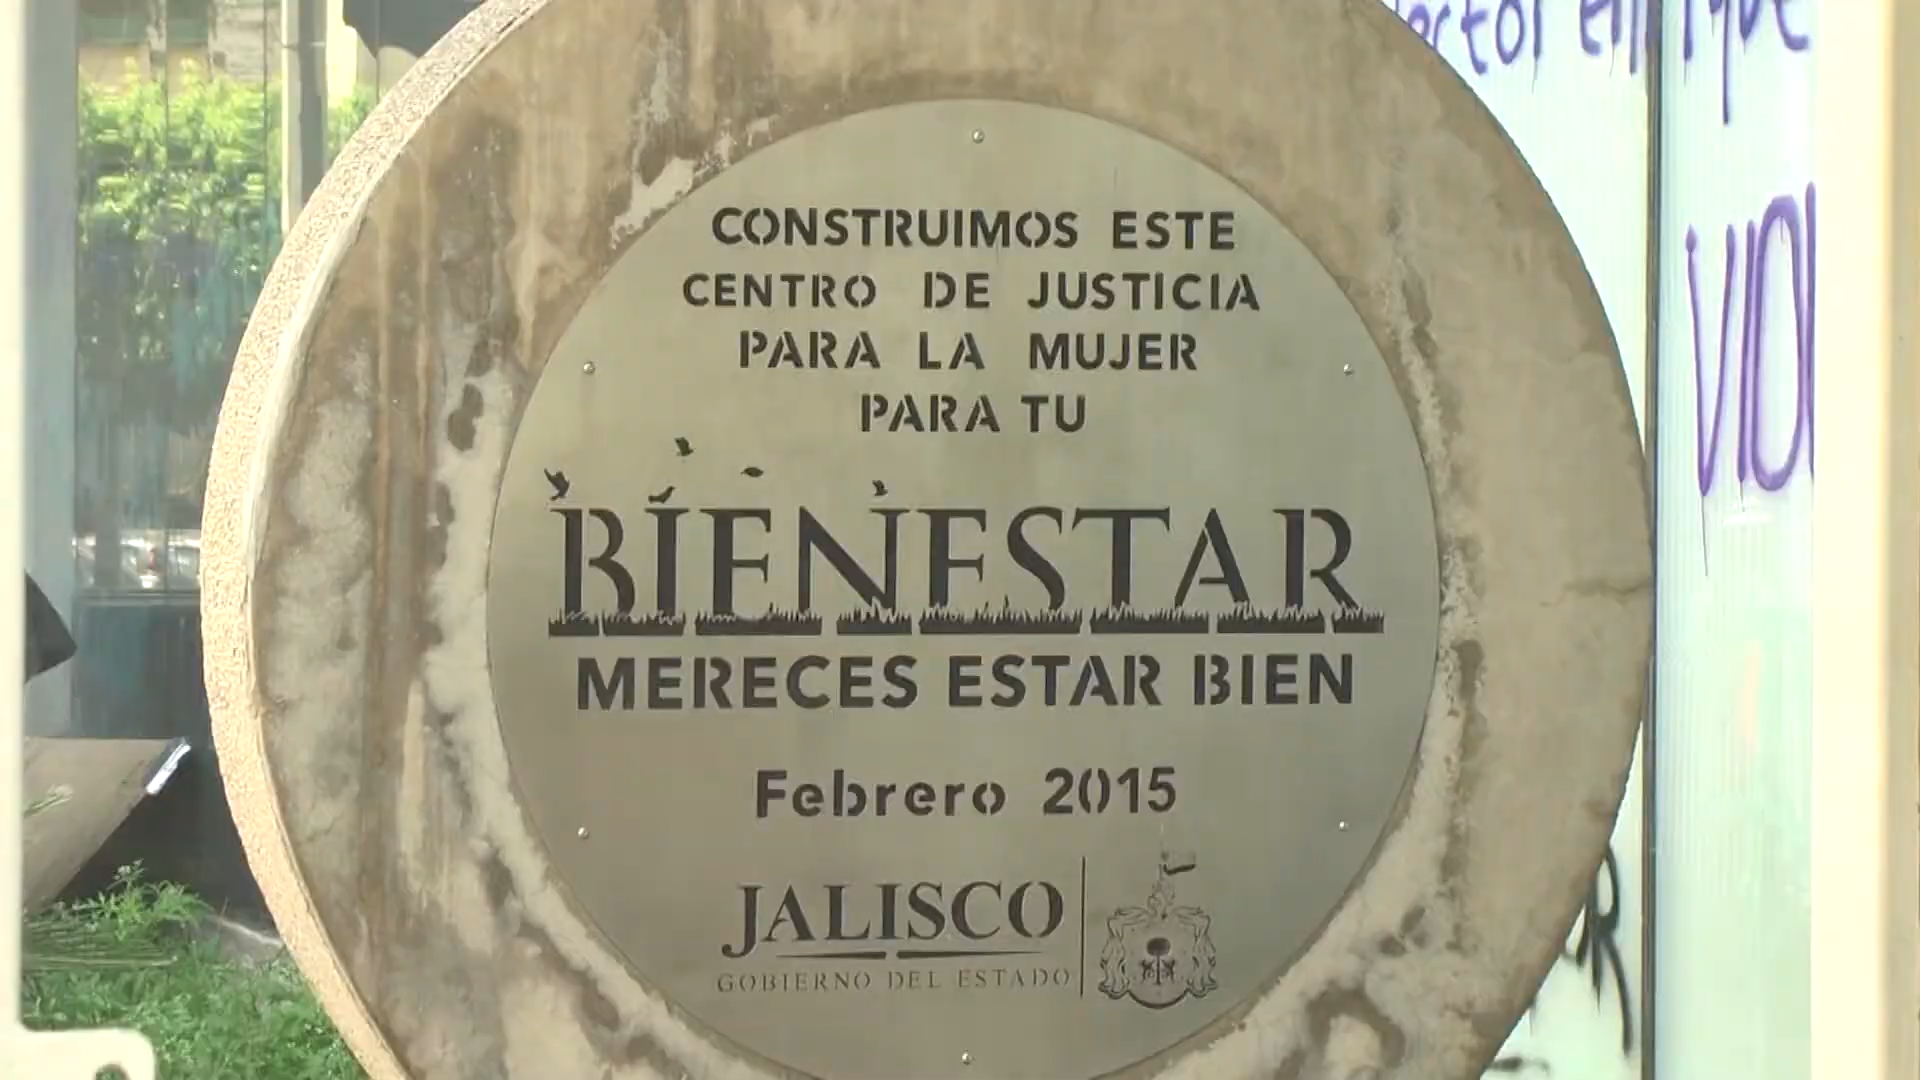 CONSTRUIMOS ESTE
CENTRO DE JUSTICIA
PARA LA MUJER
PARA TU
BIENESTAR
MERECES ESTAR BIEN
Febrero 2015
JALISCO
GOBIERNO DEL ESTADO